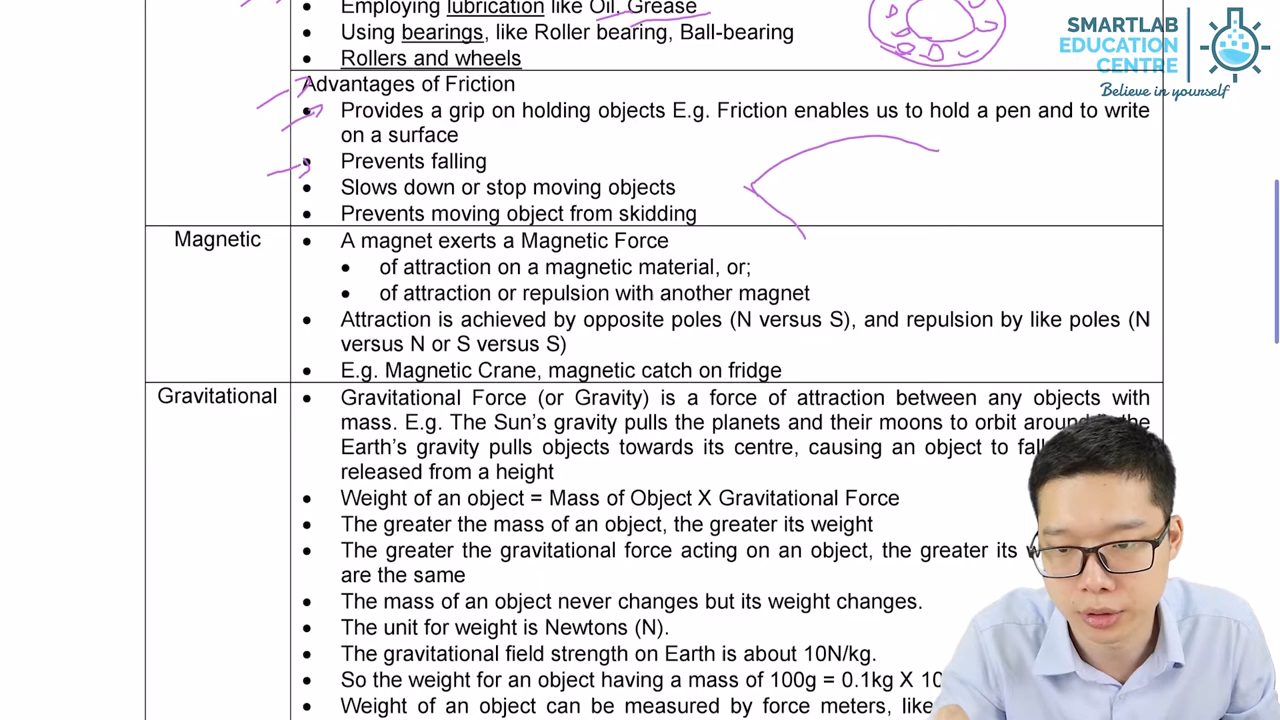 Employing lubrication like Oil, Grease
Using bearings, like Roller bearing, Ball-bearing
Rollers and wheels
SMARTLAB
EDUCATION
CENTRE
Believe in yourself
Advantages of Friction
Provides a grip on holding objects E.g. Friction enables us to hold a pen and to write
on a surface
Prevents falling
Slows down or stop moving objects
Prevents moving object from skidding
Magnetic
A magnet exerts a Magnetic Force
of attraction on a magnetic material, or;
of attraction or repulsion with another magnet
Attraction is achieved by opposite poles (N versus S), and repulsion by like poles (N
versus N or S versus S)
E.g. Magnetic Crane, magnetic catch on fridge
Gravitational
Gravitational Force (or Gravity) is a force of attraction between any objects with
mass. E.g. The Sun's gravity pulls the planets and their moons to orbit around the
Earth's gravity pulls objects towards its centre, causing an object to
released from a height
Weight of an object = Mass of Object X Gravitational Force
The greater the mass of an object, the greater its weight
The greater the gravitational force acting on an object, the greater its
are the same
The mass of an object never changes but its weight changes.
The unit for weight is Newtons (N).
The gravitational field strength on Earth is about 10N/kg.
So the weight for an object having a mass of 100g = 0.1kg X 10
Weight of an object can be measured by force meters, like